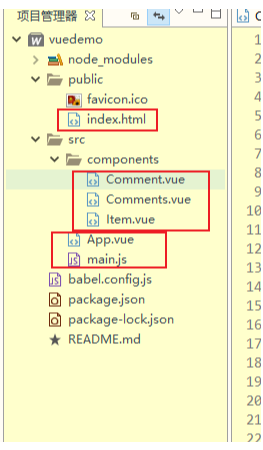 项目管理器
vuedemo
node_modules
public
favicon.ico
index.html
src
components
Comment.vue
Comments.vue
Item.vue
App.vue
main.js
babel.config.js
package.json
package-lock.json
README.md
1
2
3
4
5
6
7
8
9
10
11
12
13
14
15
16
17
18
19
20
21
22